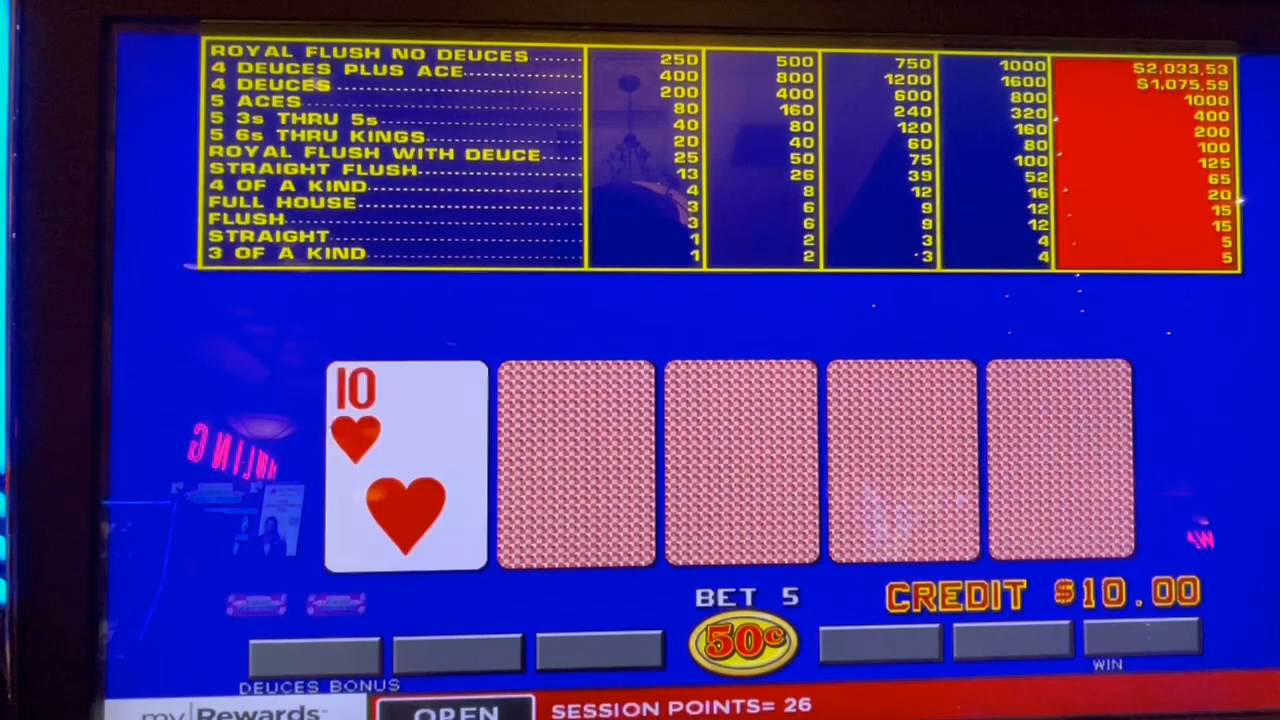 ROYAL FLUSH NO DEUCES 250 500 750 1000 $2,033,53
4 DEUCES PLUS ACE 400 800 1200 1600 $1,075,59
4 DEUCES 200 400 600 800 1000
5 ACES 80 160 240 320 400
5 3s THRU 5s 40 80 120 160 200
5 6s THRU KINGS 20 40 60 80 100
ROYAL FLUSH WITH DEUCE 25 50 75 100 125
STRAIGHT FLUSH 13 26 39 52 65
4 OF A KIND 4 8 12 16 20
FULL HOUSE 3 6 9 12 15
FLUSH 3 6 9 12 15
STRAIGHT 1 2 3 4 5
3 OF A KIND 1 2 3 4 5
10
BET 5
CREDIT $10.00
50¢
WIN
DEUCES BONUS
my|Rewards
OPEN
SESSION POINTS= 26